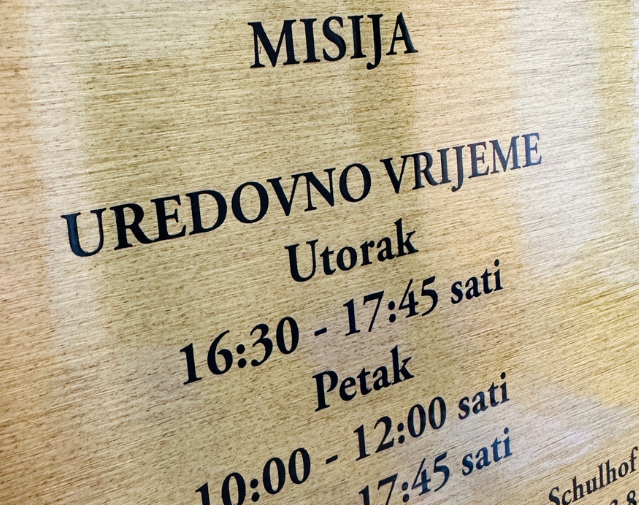 MISIJA
UREDOVNO VRIJEME
Utorak
16:30 - 17:45 sati
Petak
10:00 - 12:00 sati
17:45 sati
Schulhof